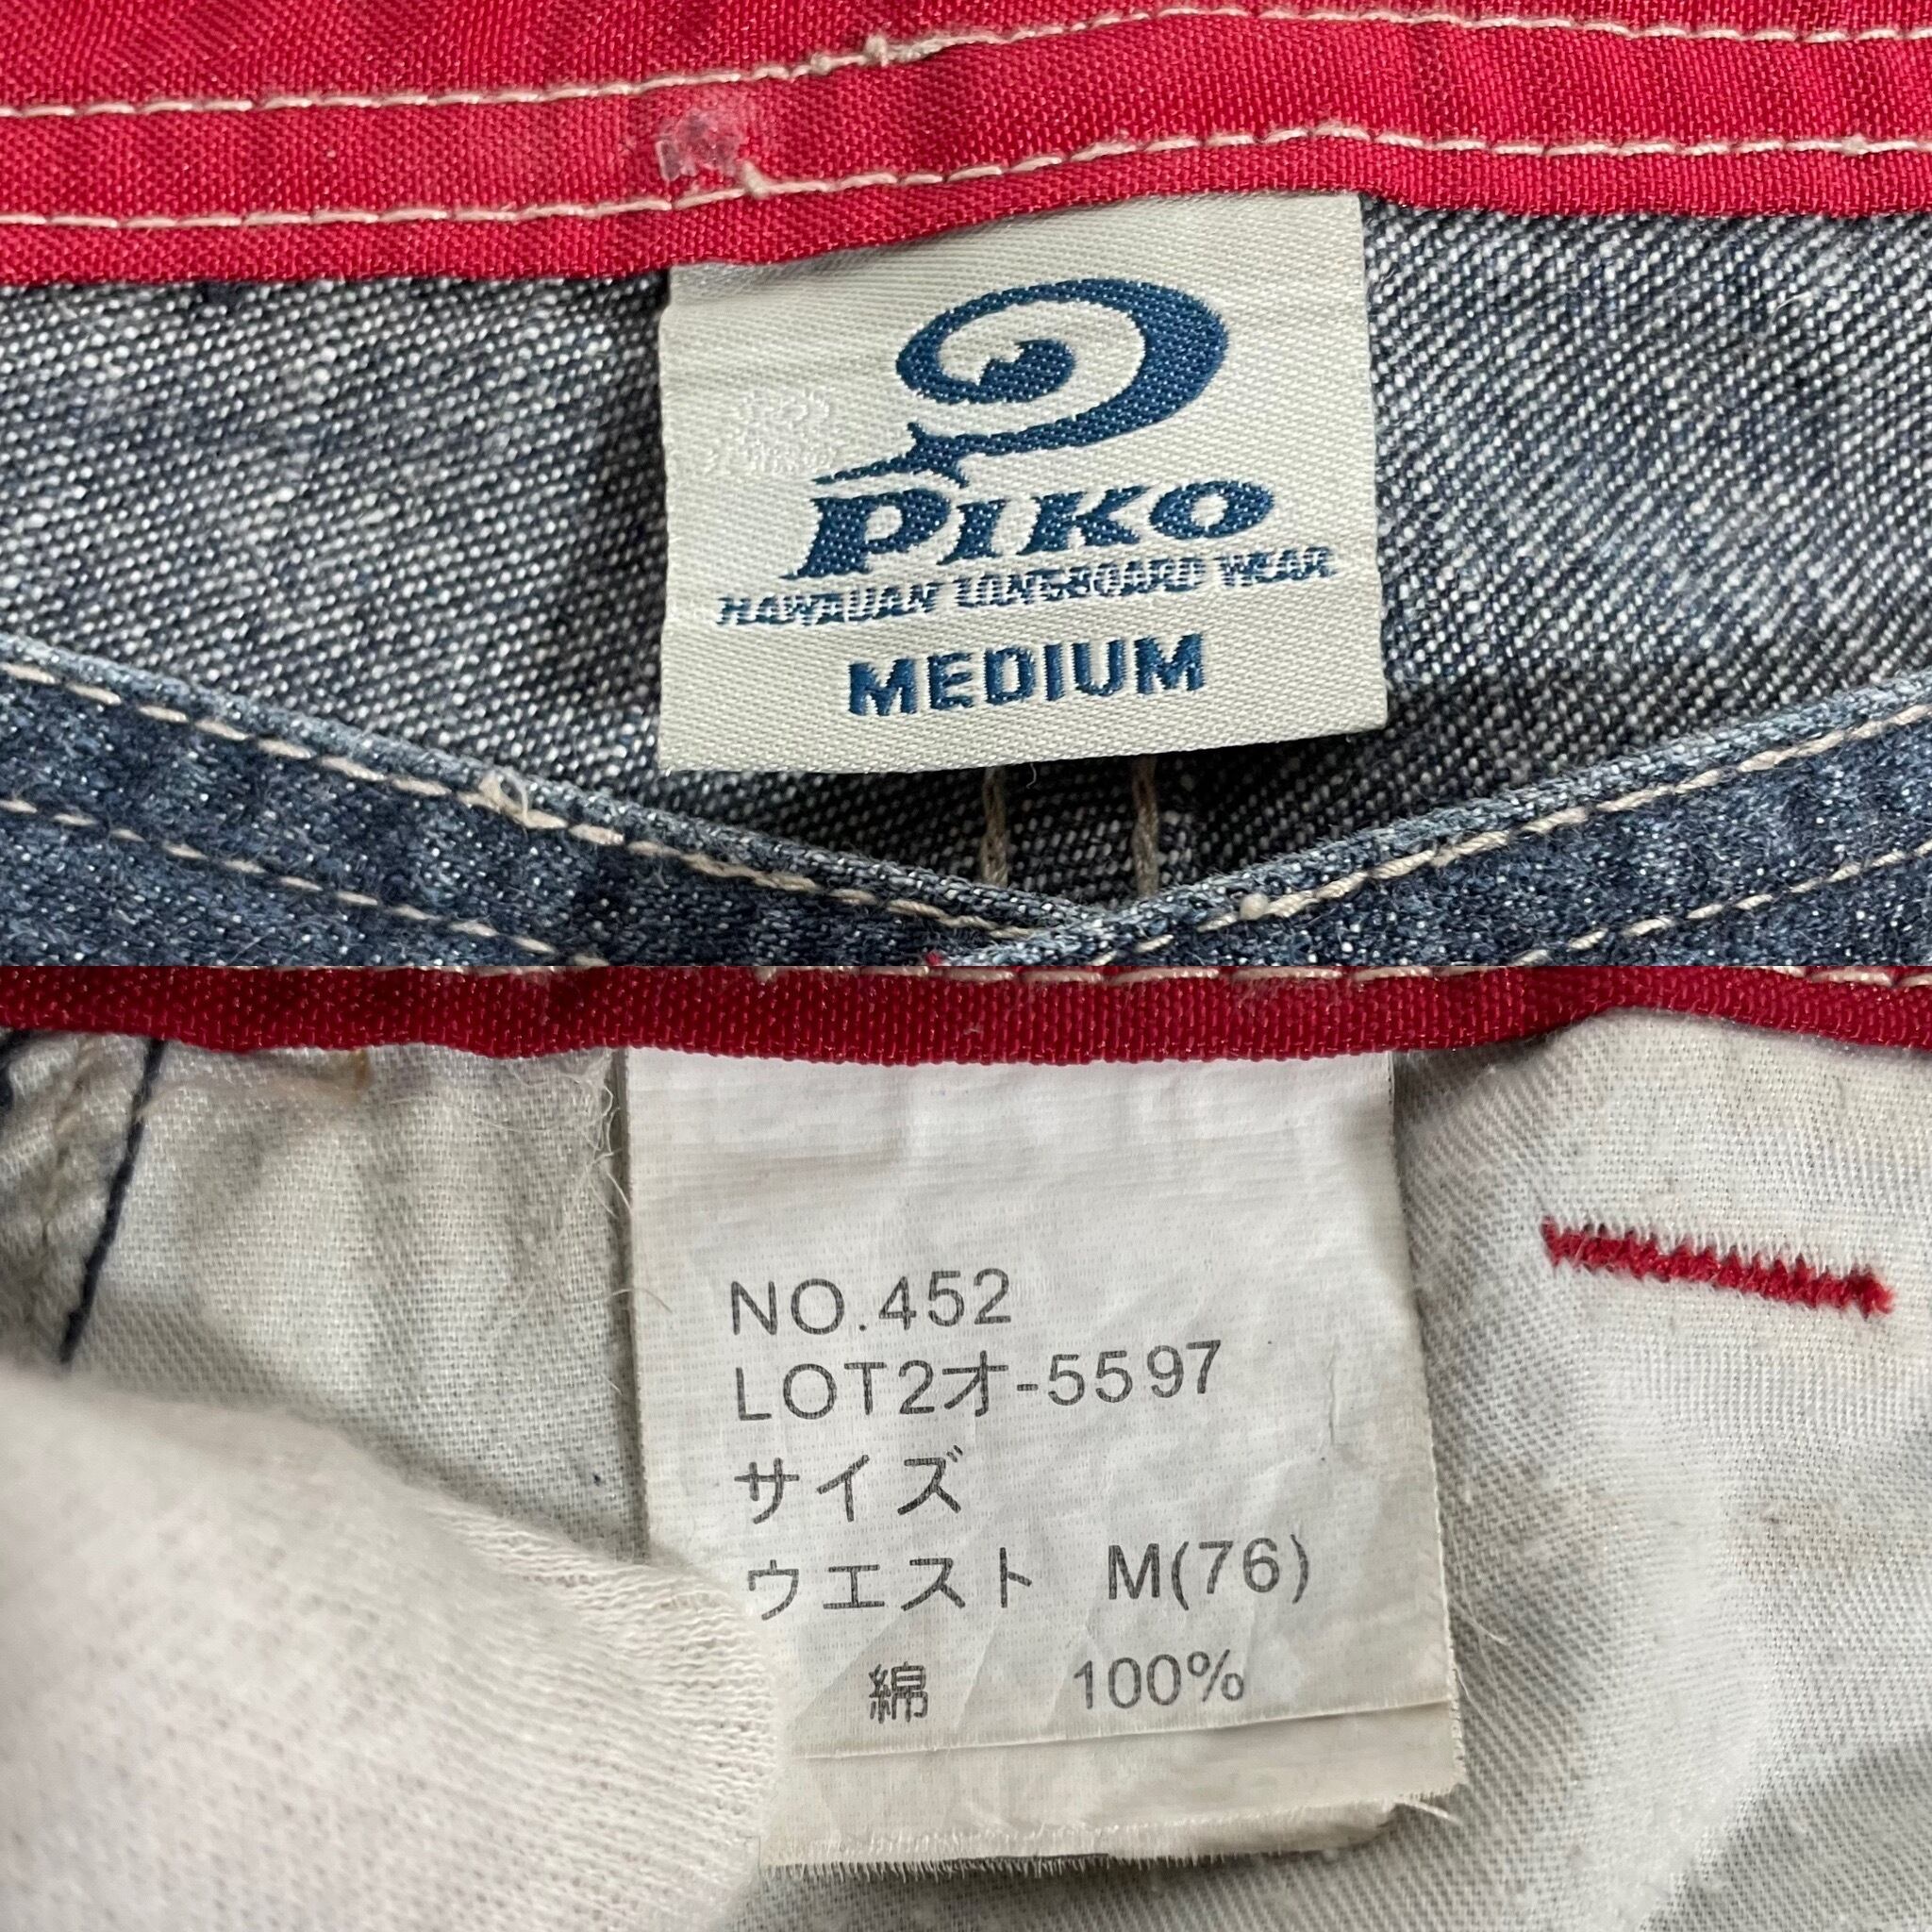 PIKO
HAWAIIAN LONGBOARD WEAR
MEDIUM
NO.452
LOT2オ-5597
サイズ
ウエスト M(76)
綿 100%